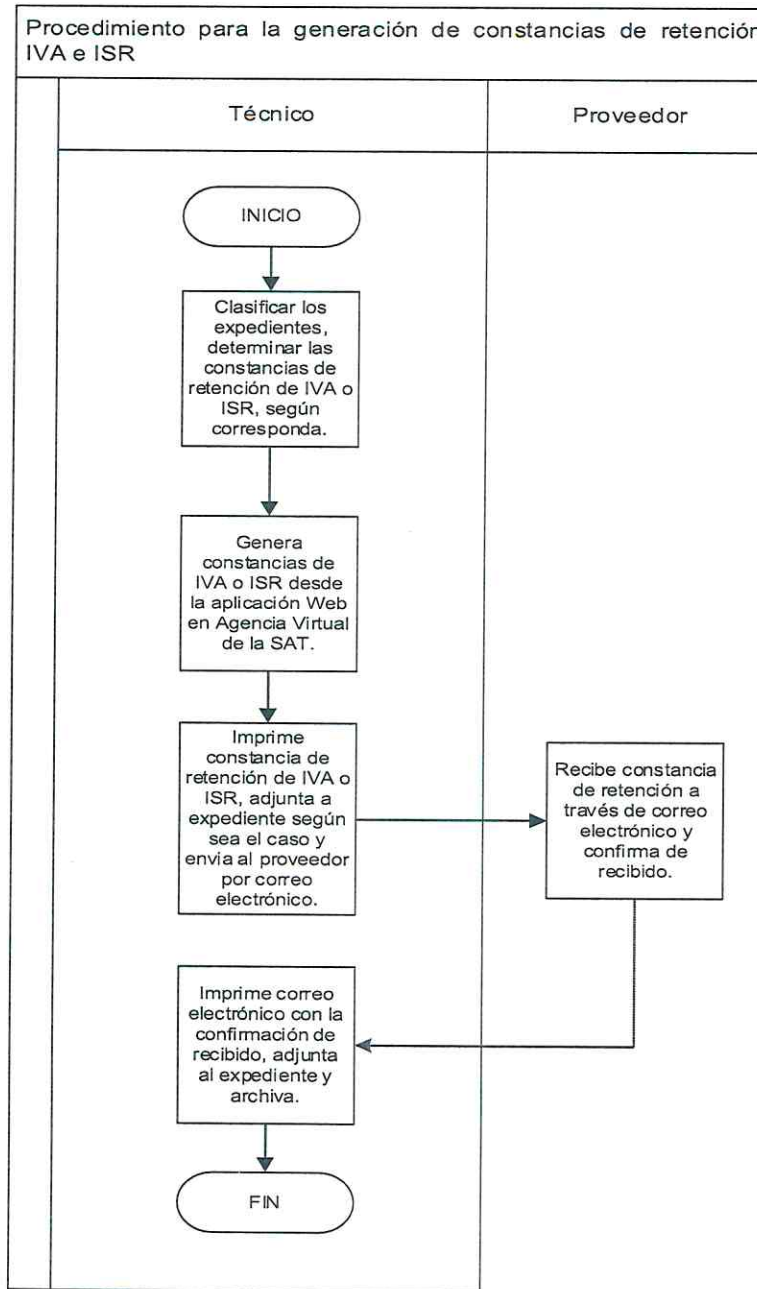 Procedimiento para la generación de constancias de retención
IVA e ISR
Técnico
Proveedor
INICIO
Clasificar los
expedientes,
determinar las
constancias de
retención de IVA o
ISR, según
corresponda.
Genera
constancias de
IVA o ISR desde
la aplicación Web
en Agencia Virtual
de la SAT.
Imprime
constancia de
retención de IVA o
ISR, adjunta a
expediente según
sea el caso y
envia al proveedor
por correo
electrónico.
Recibe constancia
de retención a
través de correo
electrónico y
confirma de
recibido.
Imprime correo
electrónico con la
confirmación de
recibido, adjunta
al expediente y
archiva.
FIN